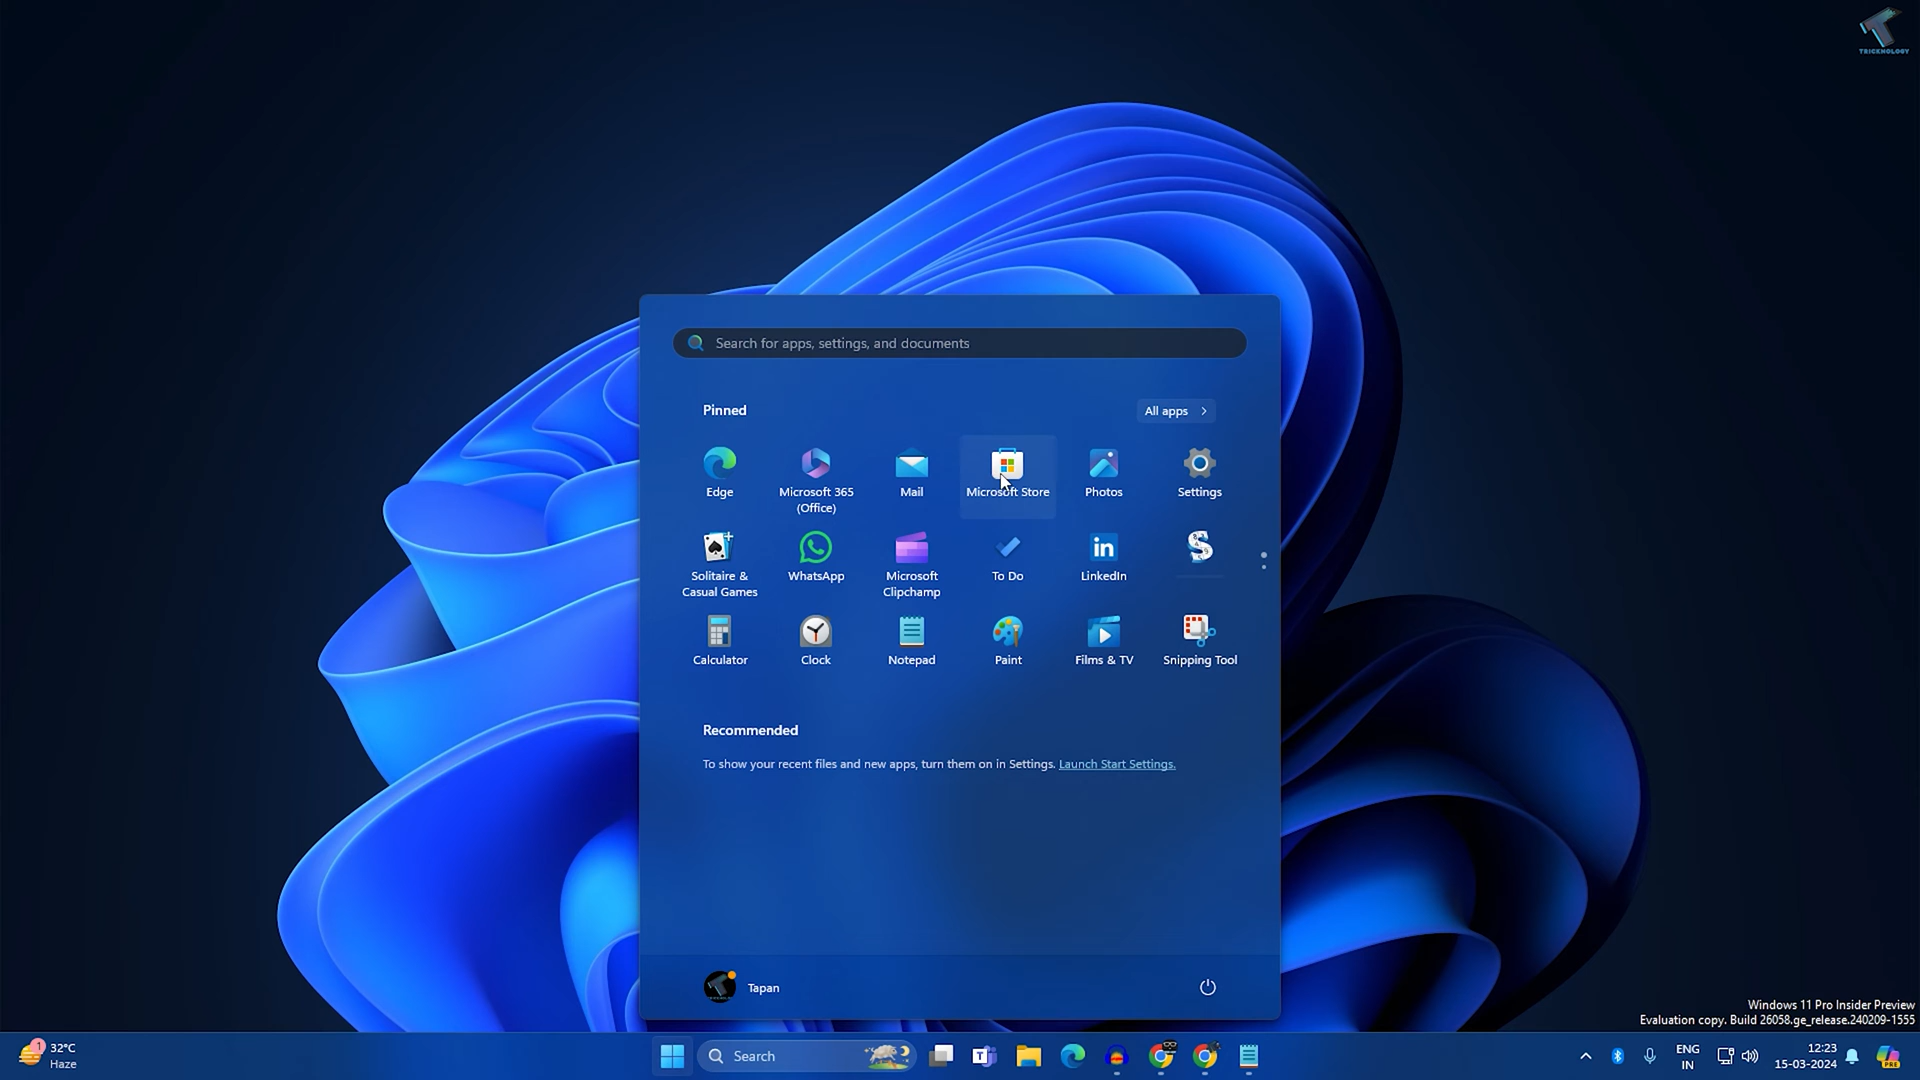 TRICKNOLOGY
Search for apps, settings, and documents
Pinned
All apps
Edge
Microsoft 365
(Office)
Mail
Microsoft Store
Photos
Settings
Solitaire &
Casual Games
WhatsApp
Microsoft
Clipchamp
To Do
LinkedIn
Calculator
Clock
Notepad
Paint
Films & TV
Snipping Tool
Recommended
To show your recent files and new apps, turn them on in Settings. Launch Start Settings.
Tapan
Windows 11 Pro Insider Preview
Evaluation copy. Build 26058.ge_release.240209-1555
1
32°C
Haze
Search
ENG
IN
12:23
15-03-2024
PRE